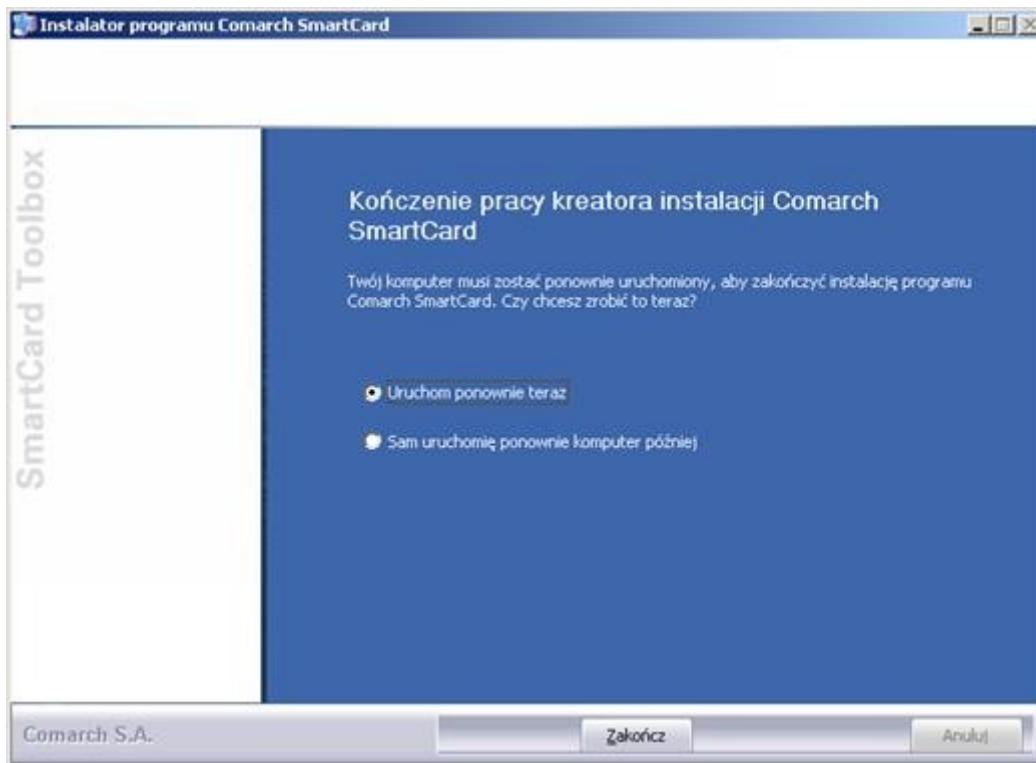 Instalator programu Comarch SmartCard
SmartCard Toolbox
Kończenie pracy kreatora instalacji Comarch
SmartCard
Twój komputer musi zostać ponownie uruchomiony, aby zakończyć instalację programu
Comarch SmartCard. Czy chcesz zrobić to teraz?
Uruchom ponownie teraz
Sam uruchomię ponownie komputer później
Comarch S.A.
Zakończ
Anuluj